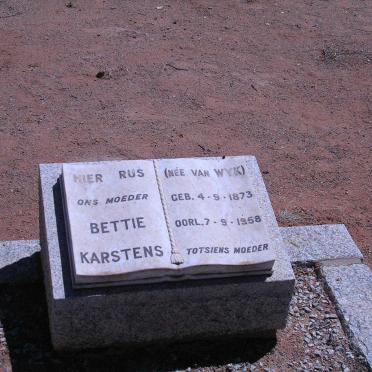 HIER RUS
ONS MOEDER
BETTIE
KARSTENS
(NÉE VAN WYK)
GEB. 4-9-1873
OORL. 7-9-1958
TOTSIENS MOEDER